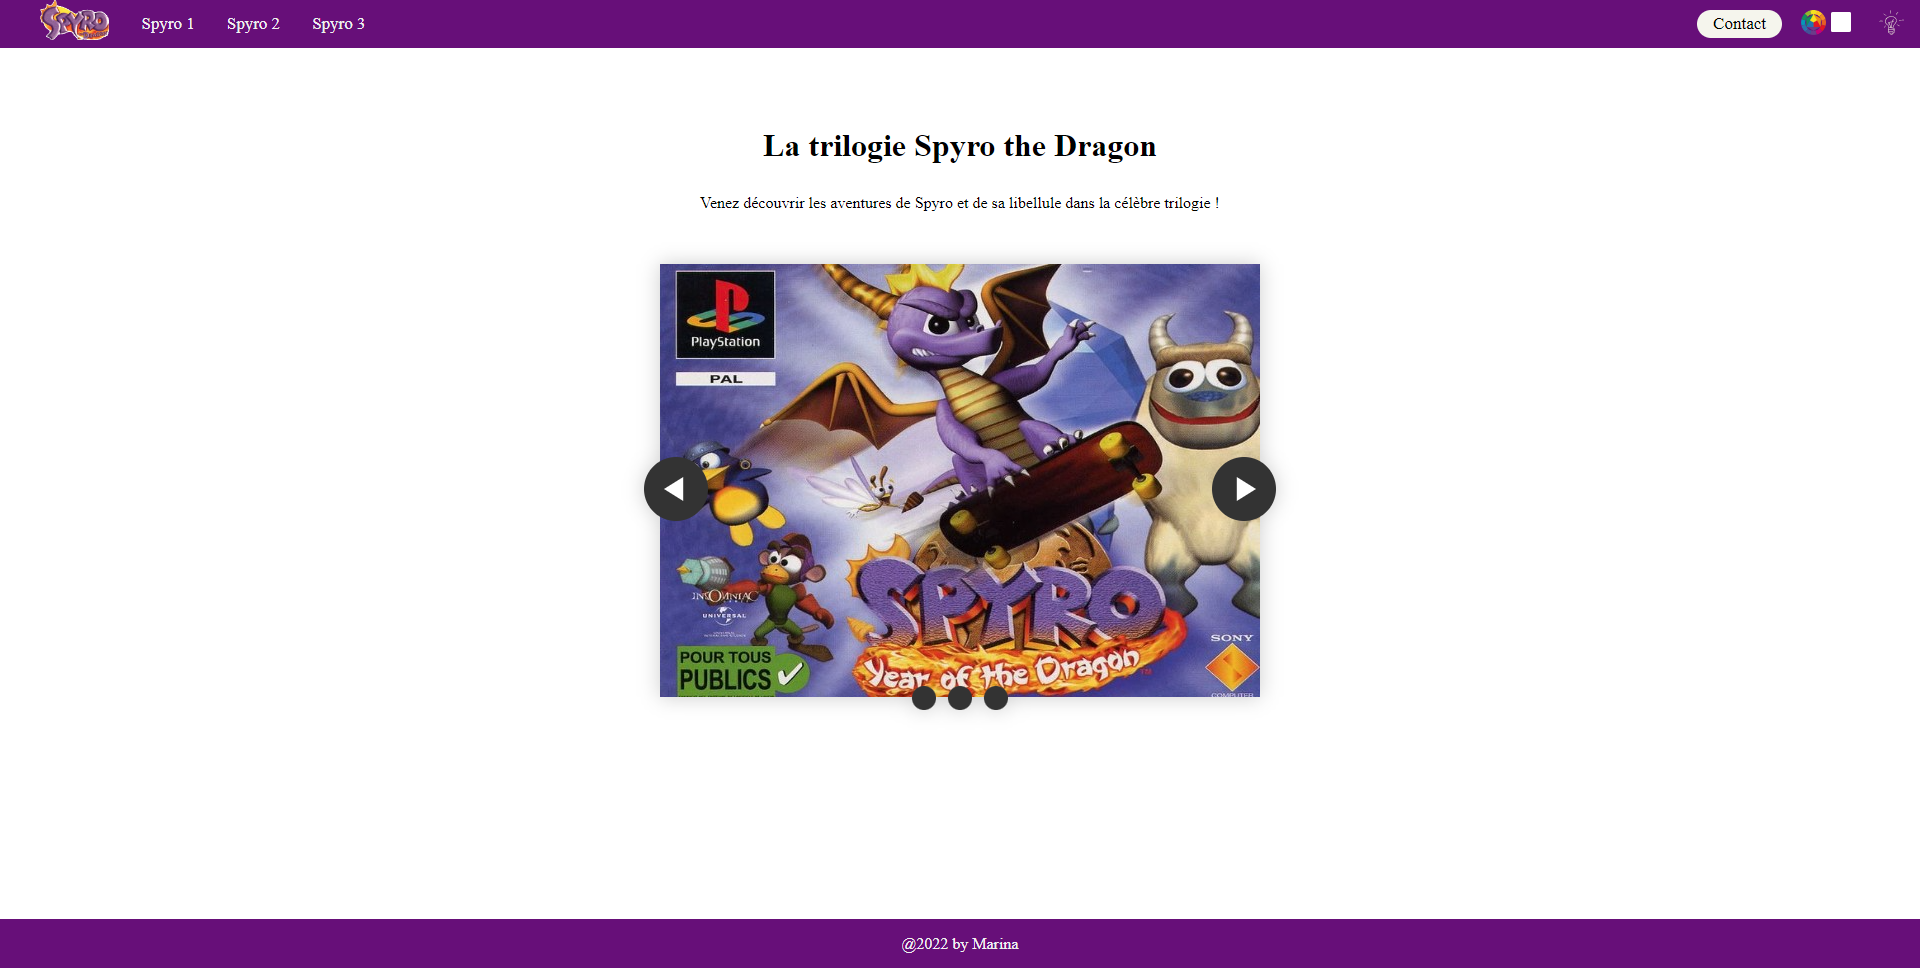 SPYRO
Spyro 1
Spyro 2
Spyro 3
Contact
La trilogie Spyro the Dragon
Venez découvrir les aventures de Spyro et de sa libellule dans la célèbre trilogie !
PlayStation
PAL
INSOMNIAC
UNIVERSAL
POUR TOUS
PUBLICS
SPYRO
Year of the Dragon
SONY
COMPUTER
@2022 by Marina